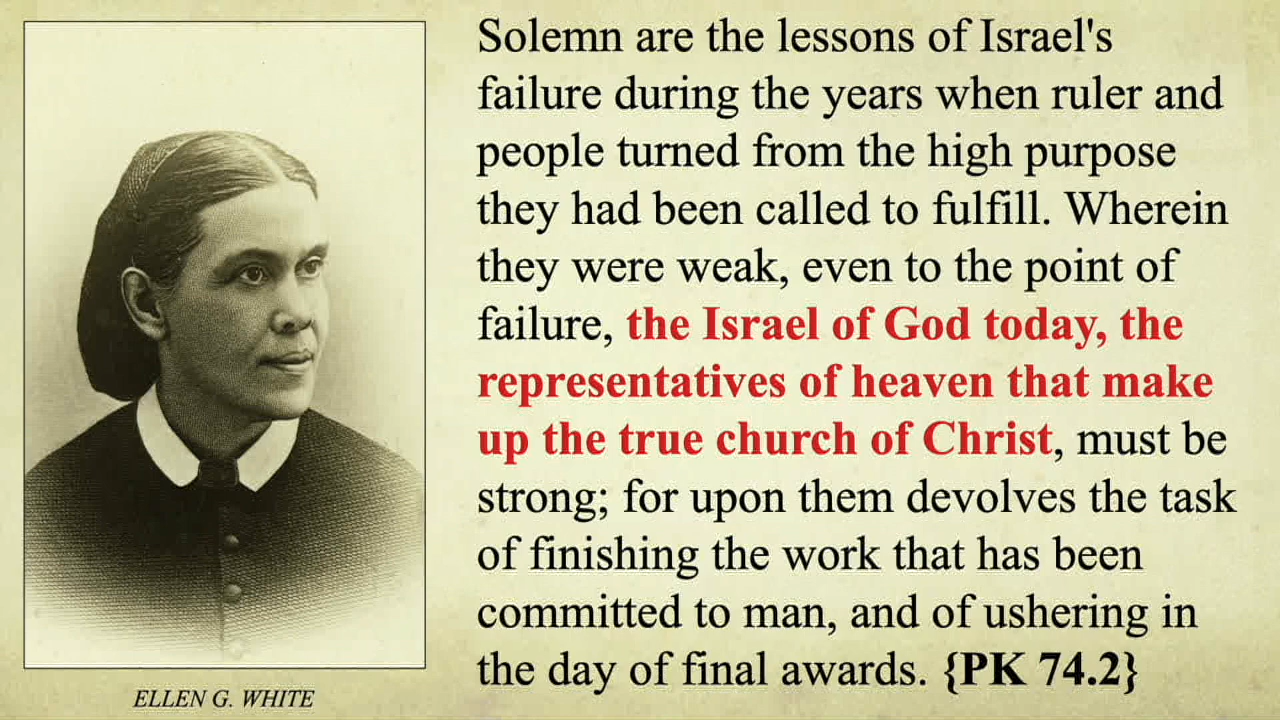 Solemn are the lessons of Israel's
failure during the years when ruler and
people turned from the high purpose
they had been called to fulfill. Wherein
they were weak, even to the point of
failure, the Israel of God today, the
representatives of heaven that make
up the true church of Christ, must be
strong; for upon them devolves the task
of finishing the work that has been
committed to man, and of ushering in
the day of final awards. {PK 74.2}
ELLEN G. WHITE